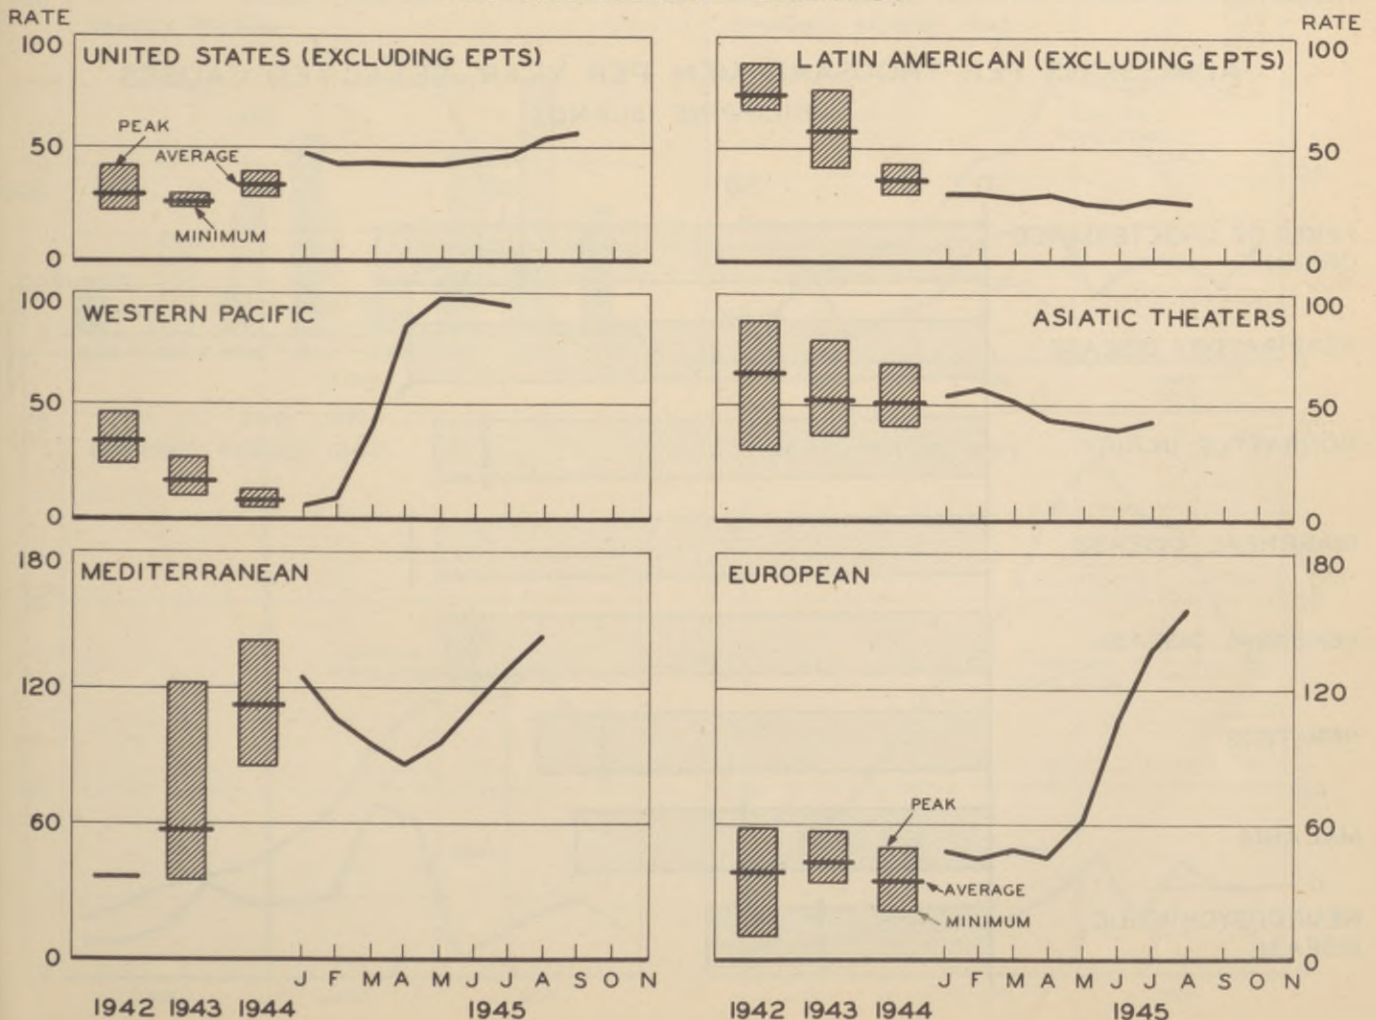 RATE
RATE
100
UNITED STATES (EXCLUDING EPTS)
PEAK
50
AVERAGE
MINIMUM
0
LATIN AMERICAN (EXCLUDING EPTS)
100
50
0
100
WESTERN PACIFIC
50
0
ASIATIC THEATERS
100
50
0
180
MEDITERRANEAN
120
60
0
J F M A M J J A S O N
1942 1943 1944 1945
EUROPEAN
180
120
PEAK
60
AVERAGE
MINIMUM
0
J F M A M J J A S O N
1942 1943 1944 1945